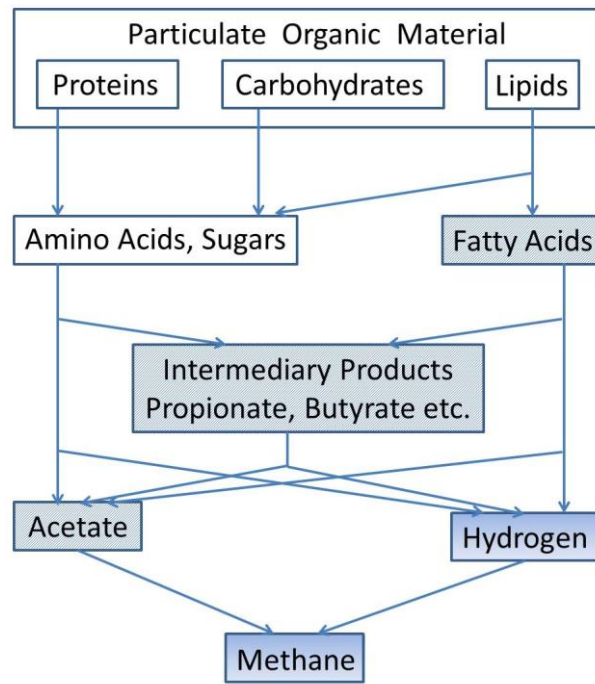 Particulate Organic Material
Proteins
Carbohydrates
Lipids
Amino Acids, Sugars
Fatty Acids
Intermediary Products
Propionate, Butyrate etc.
Acetate
Hydrogen
Methane